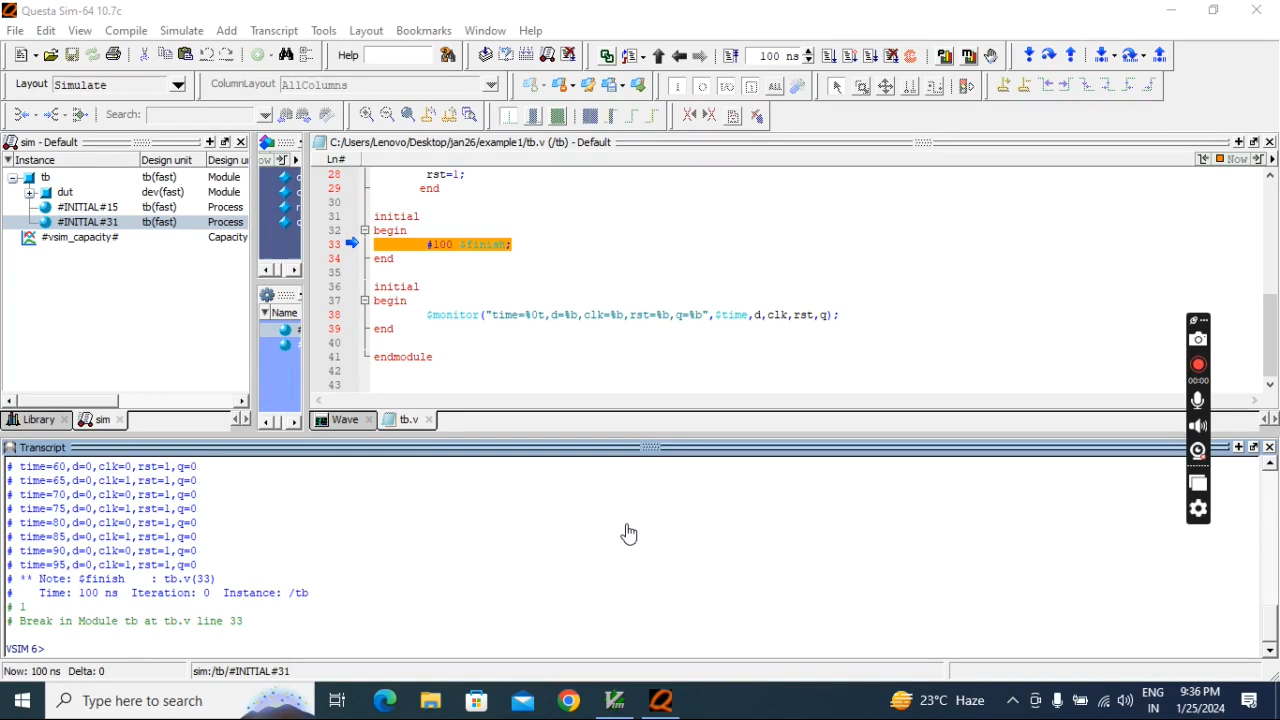 Questa Sim-64 10.7c
File Edit View Compile Simulate Add Transcript Tools Layout Bookmarks Window Help
Help 100 ns
Layout Simulate ColumnLayout AllColumns
Search:
sim - Default
Instance Design unit Design u
tb tb(fast) Module
dut dev(fast) Module
#INITIAL#15 tb(fast) Process
#INITIAL#31 tb(fast) Process
#vsim_capacity# Capacity
Name
C:/Users/Lenovo/Desktop/jan26/example1/tb.v (/tb) - Default
Ln# Now
28 rst=1;
29 end
30
31 initial
32 begin
33 #100 $finish;
34 end
35
36 initial
37 begin
38 $monitor("time=%0t,d=%b,clk=%b,rst=%b,q=%b",$time,d,clk,rst,q);
39 end
40
41 endmodule
42
43
Library sim
Wave tb.v
00:00
Transcript
# time=60,d=0,clk=0,rst=1,q=0
# time=65,d=0,clk=1,rst=1,q=0
# time=70,d=0,clk=0,rst=1,q=0
# time=75,d=0,clk=1,rst=1,q=0
# time=80,d=0,clk=0,rst=1,q=0
# time=85,d=0,clk=1,rst=1,q=0
# time=90,d=0,clk=0,rst=1,q=0
# time=95,d=0,clk=1,rst=1,q=0
# ** Note: $finish : tb.v(33)
# Time: 100 ns Iteration: 0 Instance: /tb
# 1
# Break in Module tb at tb.v line 33
VSIM 6>
Now: 100 ns Delta: 0 sim:/tb/#INITIAL#31
Type here to search
23°C Haze
ENG
IN
9:36 PM
1/25/2024